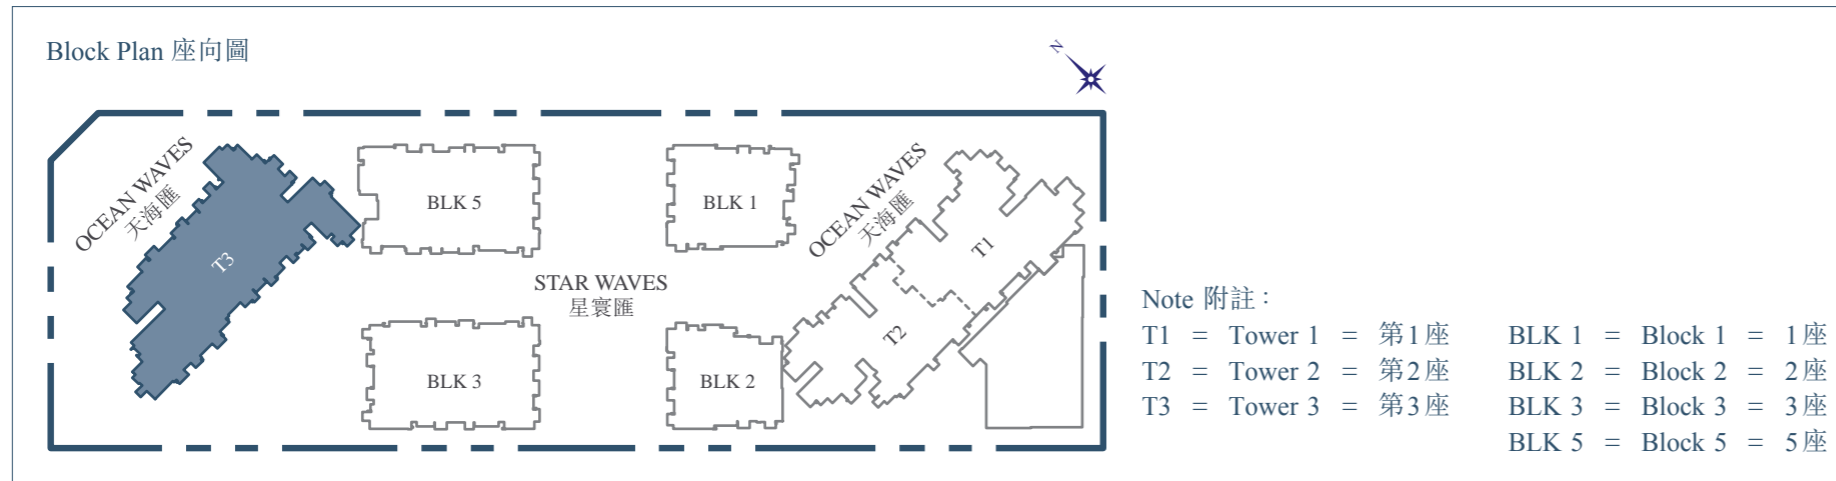 Block Plan 座向圖
N
OCEAN WAVES
天海匯
T3
BLK 5
BLK 1
OCEAN WAVES
天海匯
T1
STAR WAVES
星寰匯
BLK 3
BLK 2
T2
Note 附註：
T1 = Tower 1 = 第1座 BLK 1 = Block 1 = 1座
T2 = Tower 2 = 第2座 BLK 2 = Block 2 = 2座
T3 = Tower 3 = 第3座 BLK 3 = Block 3 = 3座
BLK 5 = Block 5 = 5座